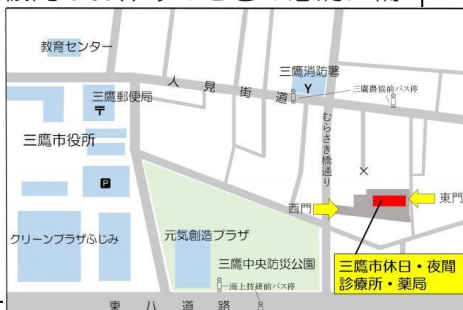 教育センター
人見街道
三鷹消防署
Y
三鷹農協前バス停
三鷹郵便局
〒
三鷹市役所
P
むらさき橋通り
西門
東門
クリーンプラザふじみ
元気創造プラザ
三鷹中央防災公園
海上技研前バス停
三鷹市休日・夜間
診療所・薬局
東八道路